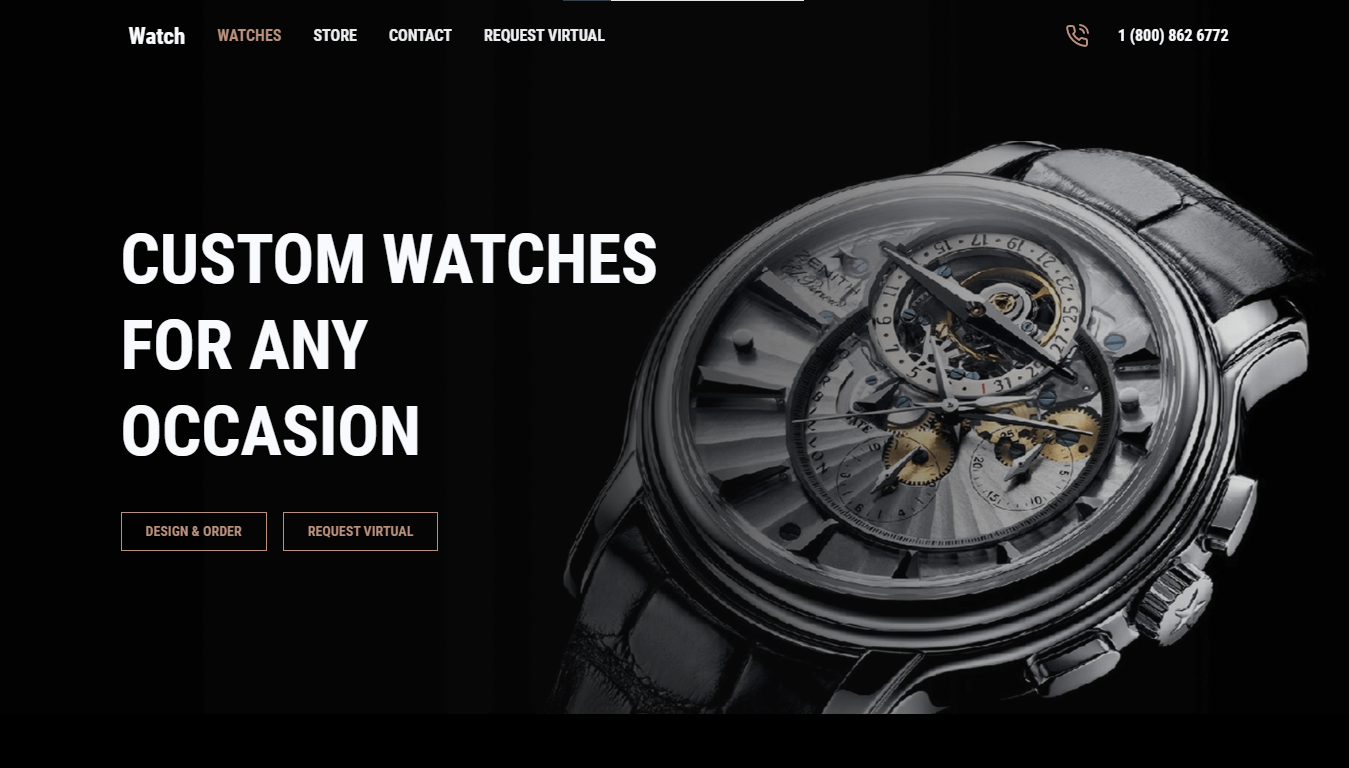 Watch
WATCHES
STORE
CONTACT
REQUEST VIRTUAL
1 (800) 862 6772
CUSTOM WATCHES
FOR ANY
OCCASION
DESIGN & ORDER
REQUEST VIRTUAL
ZENITH